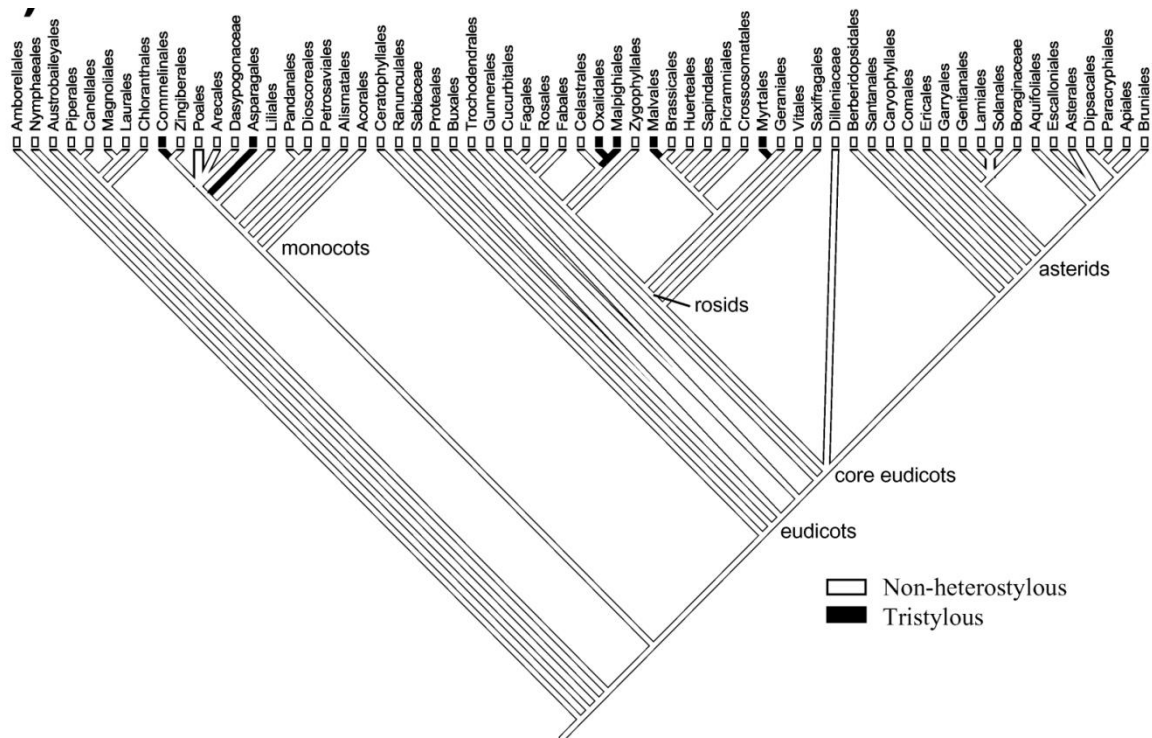 Amborellales
Nymphaeales
Austrobaileyales
Piperales
Canellales
Magnoliales
Laurales
Chloranthales
Commelinales
Zingiberales
Poales
Arecales
Dasypogonaceae
Asparagales
Liliales
Pandanales
Dioscoreales
Petrosaviales
Alismatales
Acorales
Ceratophyllales
Ranunculales
Sabiaceae
Proteales
Buxales
Trochodendrales
Gunnerales
Cucurbitales
Fagales
Rosales
Fabales
Celastrales
Oxalidales
Malpighiales
Zygophyllales
Malvales
Brassicales
Huerteales
Sapindales
Picramniales
Crossosomatales
Myrtales
Geraniales
Vitales
Saxifragales
Dilleniaceae
Berberidopsidales
Santanales
Caryophyllales
Cornales
Ericales
Garryales
Gentianales
Lamiales
Solanales
Boraginaceae
Aquifoliales
Escalloniales
Asterales
Dipsacales
Paracryphiales
Apiales
Bruniales
monocots
asterids
rosids
core eudicots
eudicots
Non-heterostylous
Tristylous